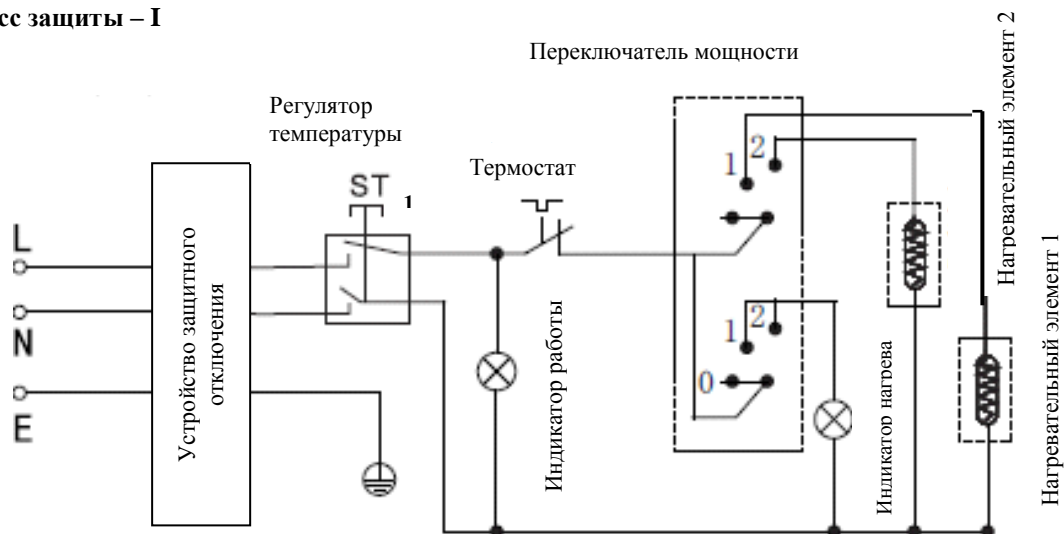 сс защиты – I
Переключатель мощности
Регулятор
температуры
Термостат
ST
1
L
N
E
Устройство защитного
отключения
Индикатор работы
1
2
1
2
0
Индикатор нагрева
Нагревательный элемент 2
Нагревательный элемент 1